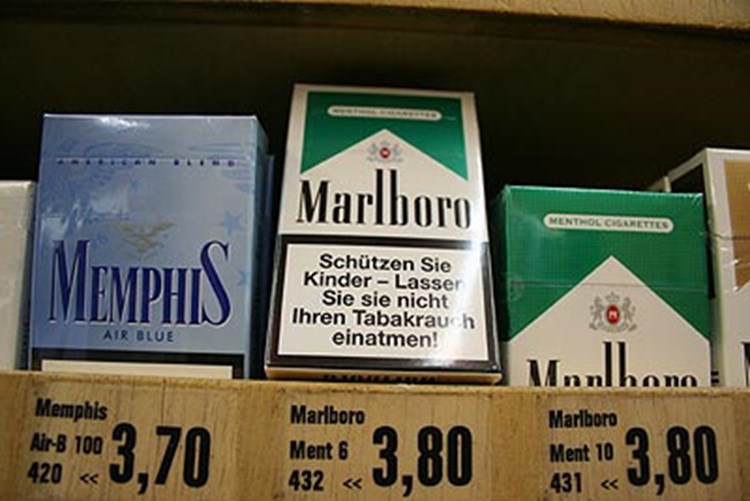 AMERICAN BLEND
MEMPHIS
AIR BLUE
MENTHOL CIGARETTES
Marlboro
Schützen Sie
Kinder – Lassen
Sie sie nicht
Ihren Tabakrauch
einatmen!
MENTHOL CIGARETTES
Marlboro
Memphis
Air-B 100
420 << 3,70
Marlboro
Ment 6
432 << 3,80
Marlboro
Ment 10
431 << 3,80